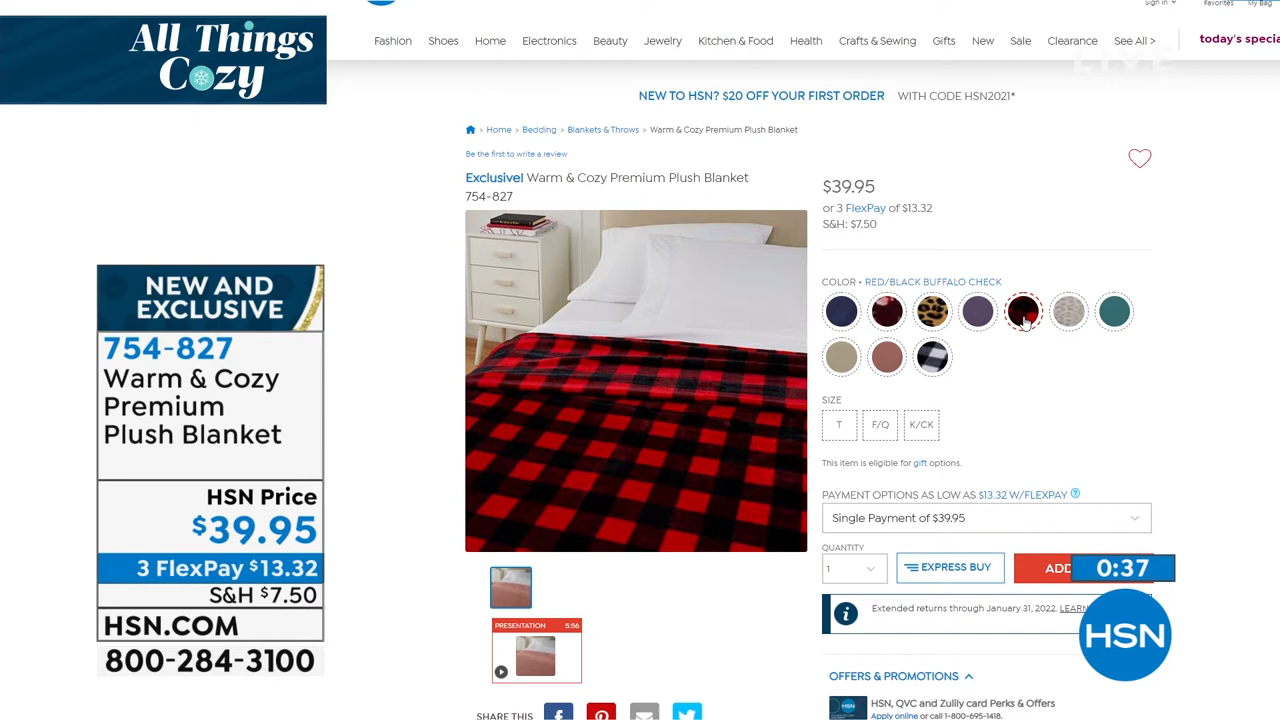 All Things
Cozy
NEW AND
EXCLUSIVE
754-827
Warm & Cozy
Premium
Plush Blanket
HSN Price
$39.95
3 FlexPay $13.32
S&H $7.50
HSN.COM
800-284-3100
Sign in
Favorites
My Bag
Fashion
Shoes
Home
Electronics
Beauty
Jewelry
Kitchen & Food
Health
Crafts & Sewing
Gifts
New
Sale
Clearance
See All >
today's specia
LIVE
NEW TO HSN? $20 OFF YOUR FIRST ORDER WITH CODE HSN2021*
> Home > Bedding > Blankets & Throws > Warm & Cozy Premium Plush Blanket
Be the first to write a review
Exclusive! Warm & Cozy Premium Plush Blanket
754-827
$39.95
or 3 FlexPay of $13.32
S&H: $7.50
COLOR • RED/BLACK BUFFALO CHECK
SIZE
T
F/Q
K/CK
This item is eligible for gift options.
PAYMENT OPTIONS AS LOW AS $13.32 W/FLEXPAY ?
Single Payment of $39.95
QUANTITY
1
EXPRESS BUY
ADD
0:37
Extended returns through January 31, 2022. LEARN
HSN
PRESENTATION 5:56
OFFERS & PROMOTIONS
HSN, QVC and Zulily card Perks & Offers
Apply online or call 1-800-695-1418.
SHARE THIS